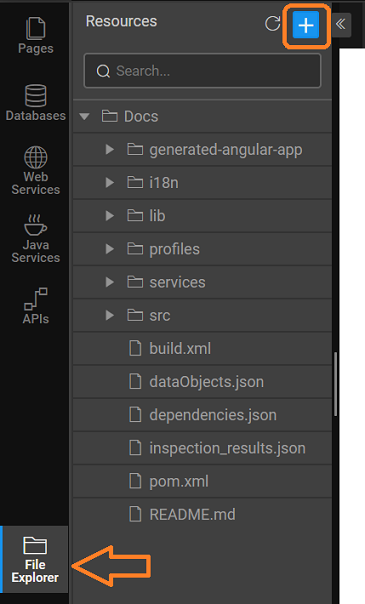 Pages
Databases
Web
Services
Java
Services
APIs
File
Explorer
Resources
Search...
Docs
generated-angular-app
i18n
lib
profiles
services
src
build.xml
dataObjects.json
dependencies.json
inspection_results.json
pom.xml
README.md